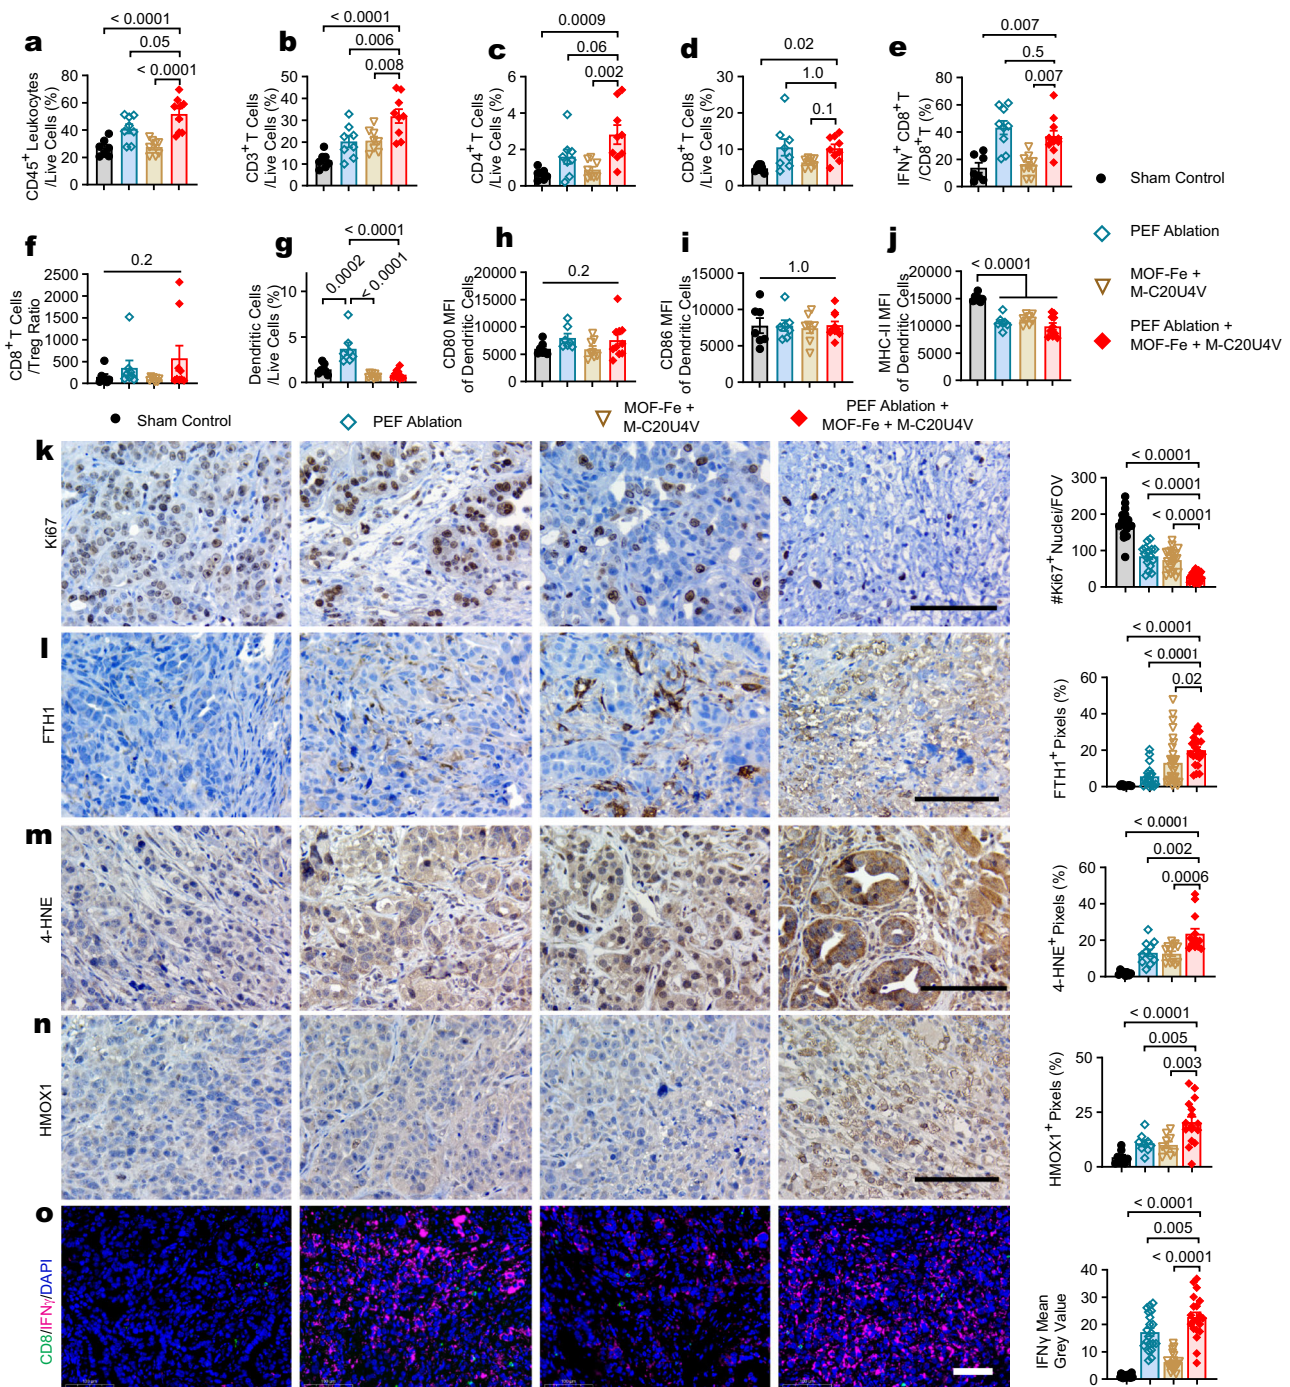 a
< 0.0001
0.05
< 0.0001
CD45+ Leukocytes
/Live Cells (%)
80
60
40
20
0
b
< 0.0001
0.006
0.008
CD3+ T Cells
/Live Cells (%)
50
40
30
20
10
0
c
0.0009
0.06
0.002
CD4+ T Cells
/Live Cells (%)
6
4
2
0
d
0.02
1.0
0.1
CD8+ T Cells
/Live Cells (%)
30
20
10
0
e
0.007
0.5
0.007
IFNγ+ CD8+ T
/CD8+ T (%)
80
60
40
20
0
Sham Control
PEF Ablation
MOF-Fe +
M-C20U4V
PEF Ablation +
MOF-Fe + M-C20U4V
f
0.2
CD8+ T Cells
/Treg Ratio
2500
2000
1500
1000
500
0
g
< 0.0001
0.0002
< 0.0001
Dendritic Cells
/Live Cells (%)
10
5
0
h
0.2
CD80 MFI
of Dendritic Cells
20000
15000
10000
5000
0
i
1.0
CD86 MFI
of Dendritic Cells
15000
10000
5000
0
j
< 0.0001
MHC-II MFI
of Dendritic Cells
20000
15000
10000
5000
0
Sham Control
PEF Ablation
MOF-Fe +
M-C20U4V
PEF Ablation +
MOF-Fe + M-C20U4V
k
Ki67
< 0.0001
< 0.0001
< 0.0001
#Ki67+ Nuclei/FOV
300
200
100
0
l
FTH1
< 0.0001
< 0.0001
0.02
FTH1+ Pixels (%)
60
40
20
0
m
4-HNE
< 0.0001
0.002
0.0006
4-HNE+ Pixels (%)
60
40
20
0
n
HMOX1
< 0.0001
0.005
0.003
HMOX1+ Pixels (%)
50
25
0
o
CD8/IFNγ/DAPI
< 0.0001
0.005
< 0.0001
IFNγ Mean
Grey Value
40
30
20
10
0
100 μm